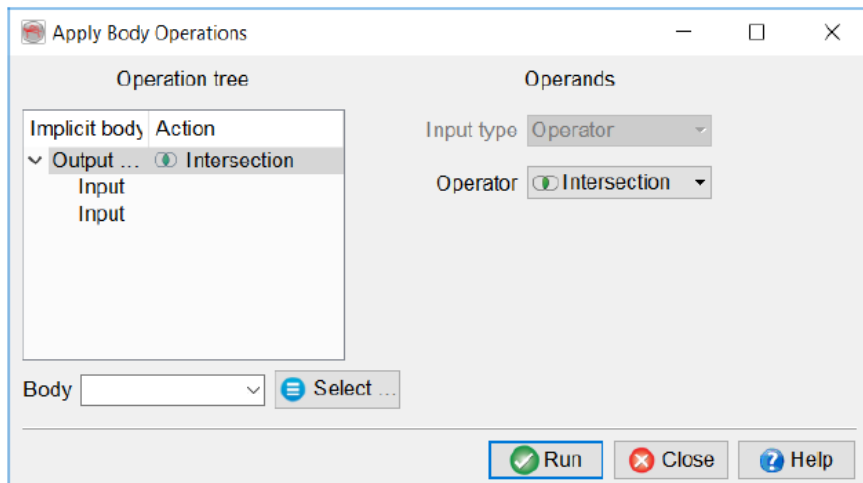 Apply Body Operations
Operation tree
Operands
Implicit body Action
Output ... Intersection
Input
Input
Input type Operator
Operator Intersection
Body Select ...
Run Close Help